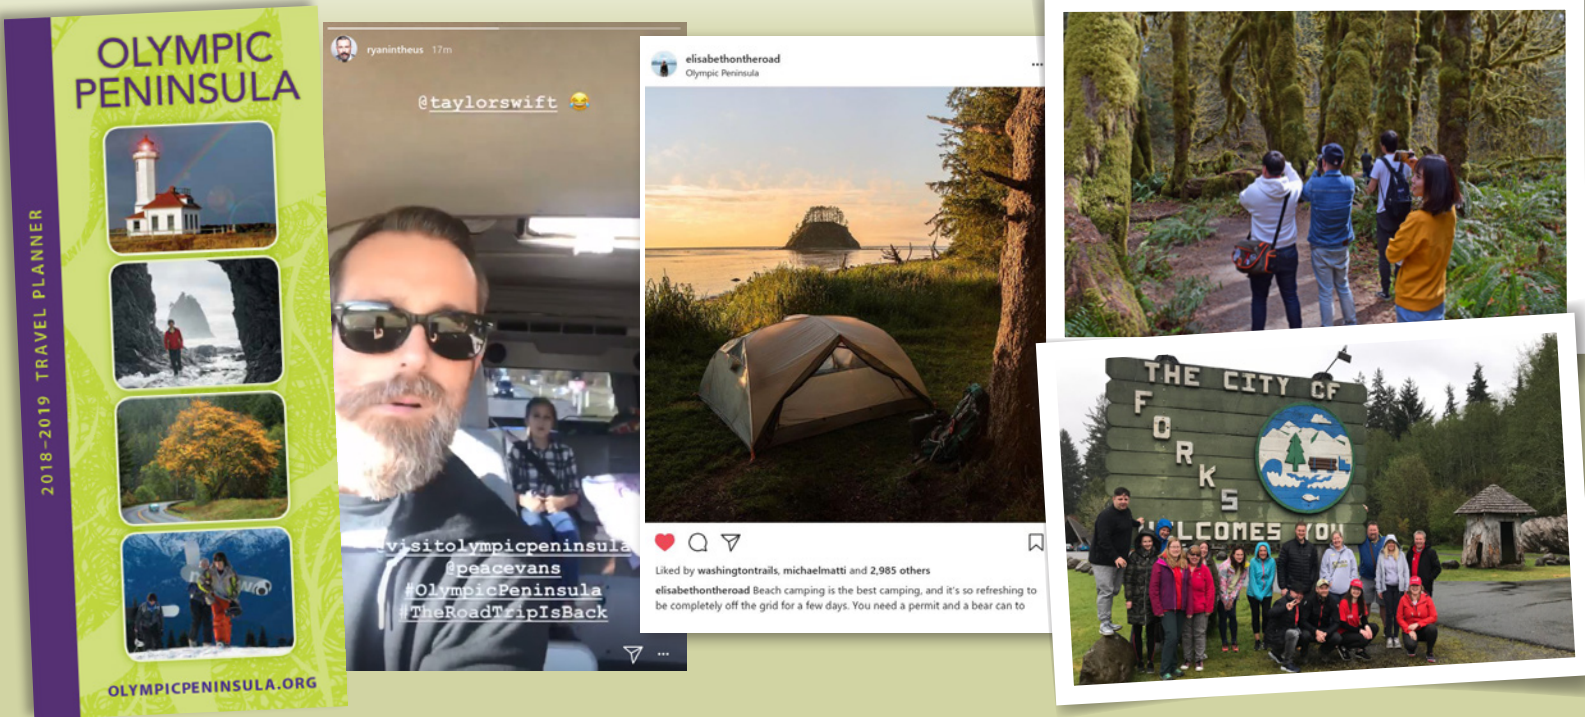 OLYMPIC
PENINSULA
2018–2019 TRAVEL PLANNER
OLYMPICPENINSULA.ORG
ryanintheus 17m
@taylorswift 😂
@visitolympicpeninsula
@peacevans
#OlympicPeninsula
#TheRoadTripIsBack
elisabethontheroad
Olympic Peninsula
Liked by washingtontrails, michaelmatti and 2,985 others
elisabethontheroad Beach camping is the best camping, and it's so refreshing to
be completely off the grid for a few days. You need a permit and a bear can to
THE CITY OF
FORKS
WELCOMES YOU